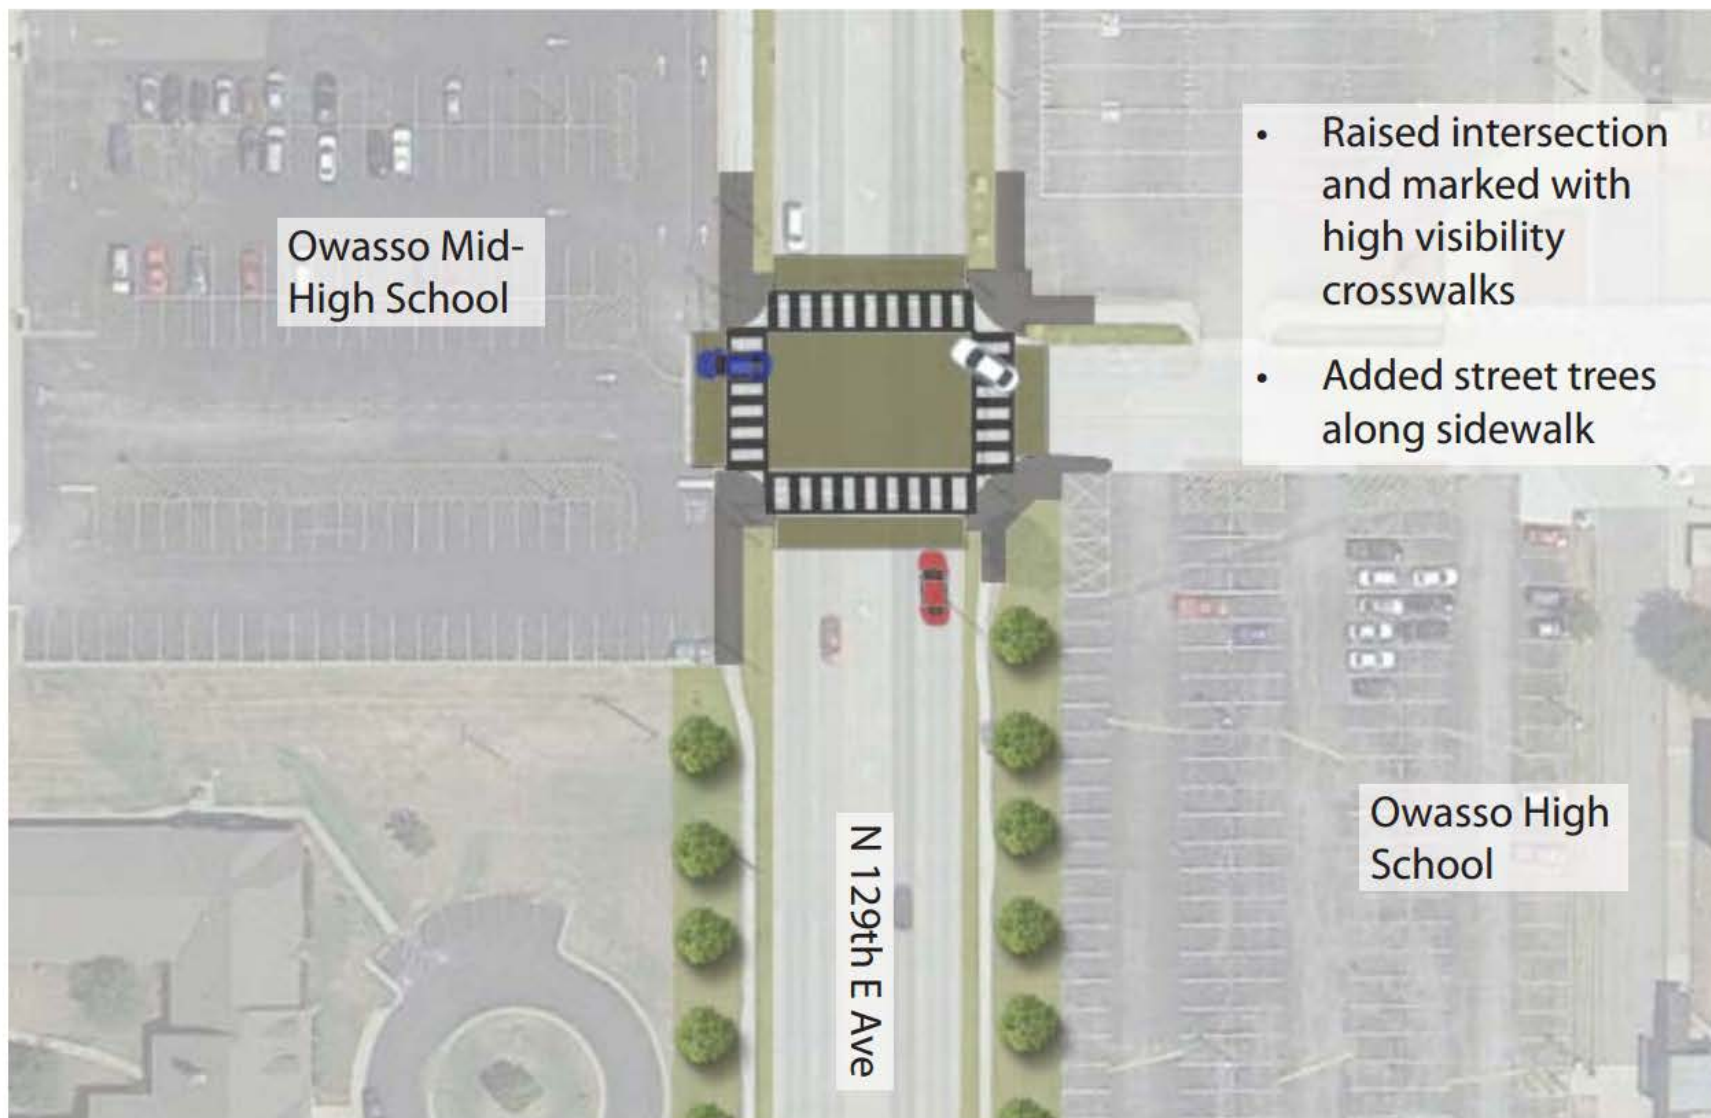 Owasso Mid-
High School
• Raised intersection
and marked with
high visibility
crosswalks
• Added street trees
along sidewalk
N 129th E Ave
Owasso High
School